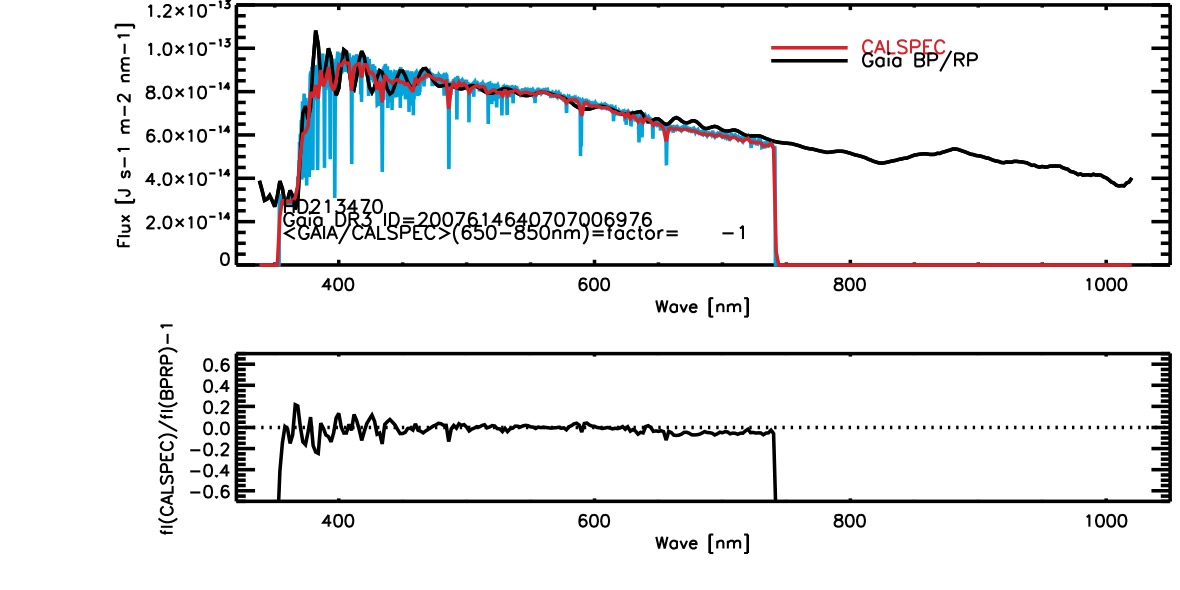 1.2×10−13
1.0×10−13
8.0×10−14
6.0×10−14
4.0×10−14
2.0×10−14
0
Flux [J s−1 m−2 nm−1]
CALSPEC
Gaia BP/RP
HD213470
Gaia DR3 ID=2007614640707006976
<GAIA/CALSPEC>(650−850nm)=factor= −1
400 600 800 1000
Wave [nm]
fl(CALSPEC)/fl(BPRP)−1
0.6
0.4
0.2
0.0
−0.2
−0.4
−0.6
400 600 800 1000
Wave [nm]